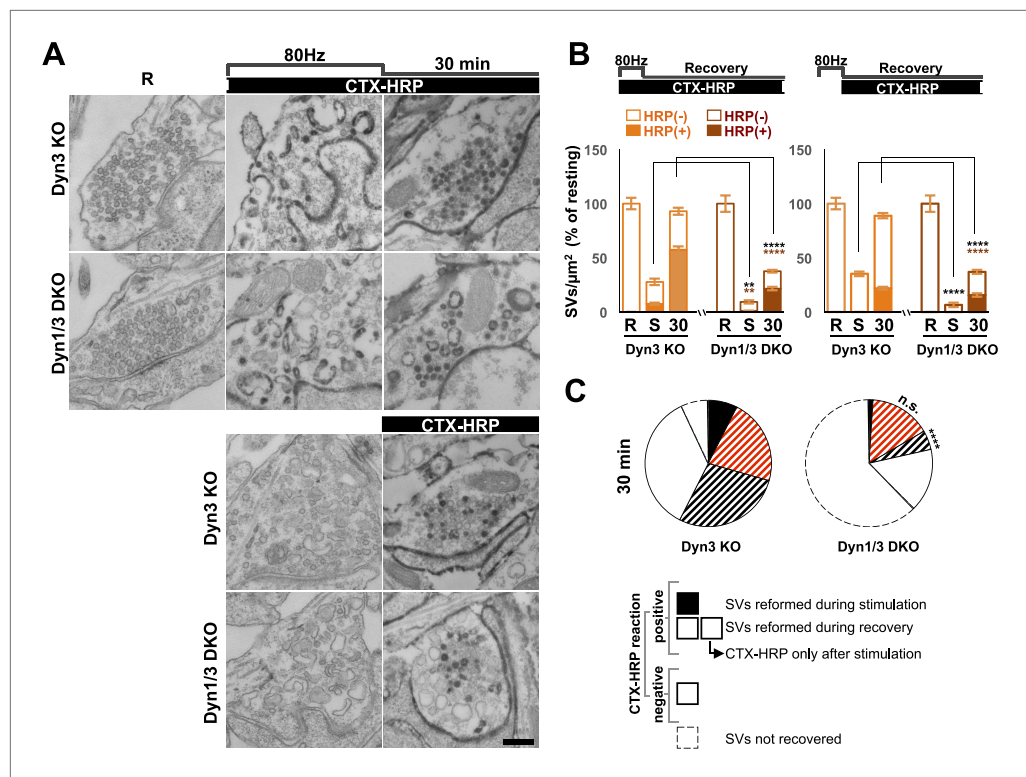 A
R
80Hz
30 min
CTX-HRP
Dyn3 KO
Dyn1/3 DKO
CTX-HRP
Dyn3 KO
Dyn1/3 DKO
B
80Hz
Recovery
CTX-HRP
80Hz
Recovery
CTX-HRP
HRP(-)
HRP(+)
HRP(-)
HRP(+)
SVs/µm² (% of resting)
150
100
50
0
**
**
****
****
R S 30
R S 30
Dyn3 KO
Dyn1/3 DKO
150
100
50
0
****
****
****
R S 30
R S 30
Dyn3 KO
Dyn1/3 DKO
C
30 min
n.s.
****
Dyn3 KO
Dyn1/3 DKO
CTX-HRP reaction
positive
negative
SVs reformed during stimulation
SVs reformed during recovery
CTX-HRP only after stimulation
SVs not recovered